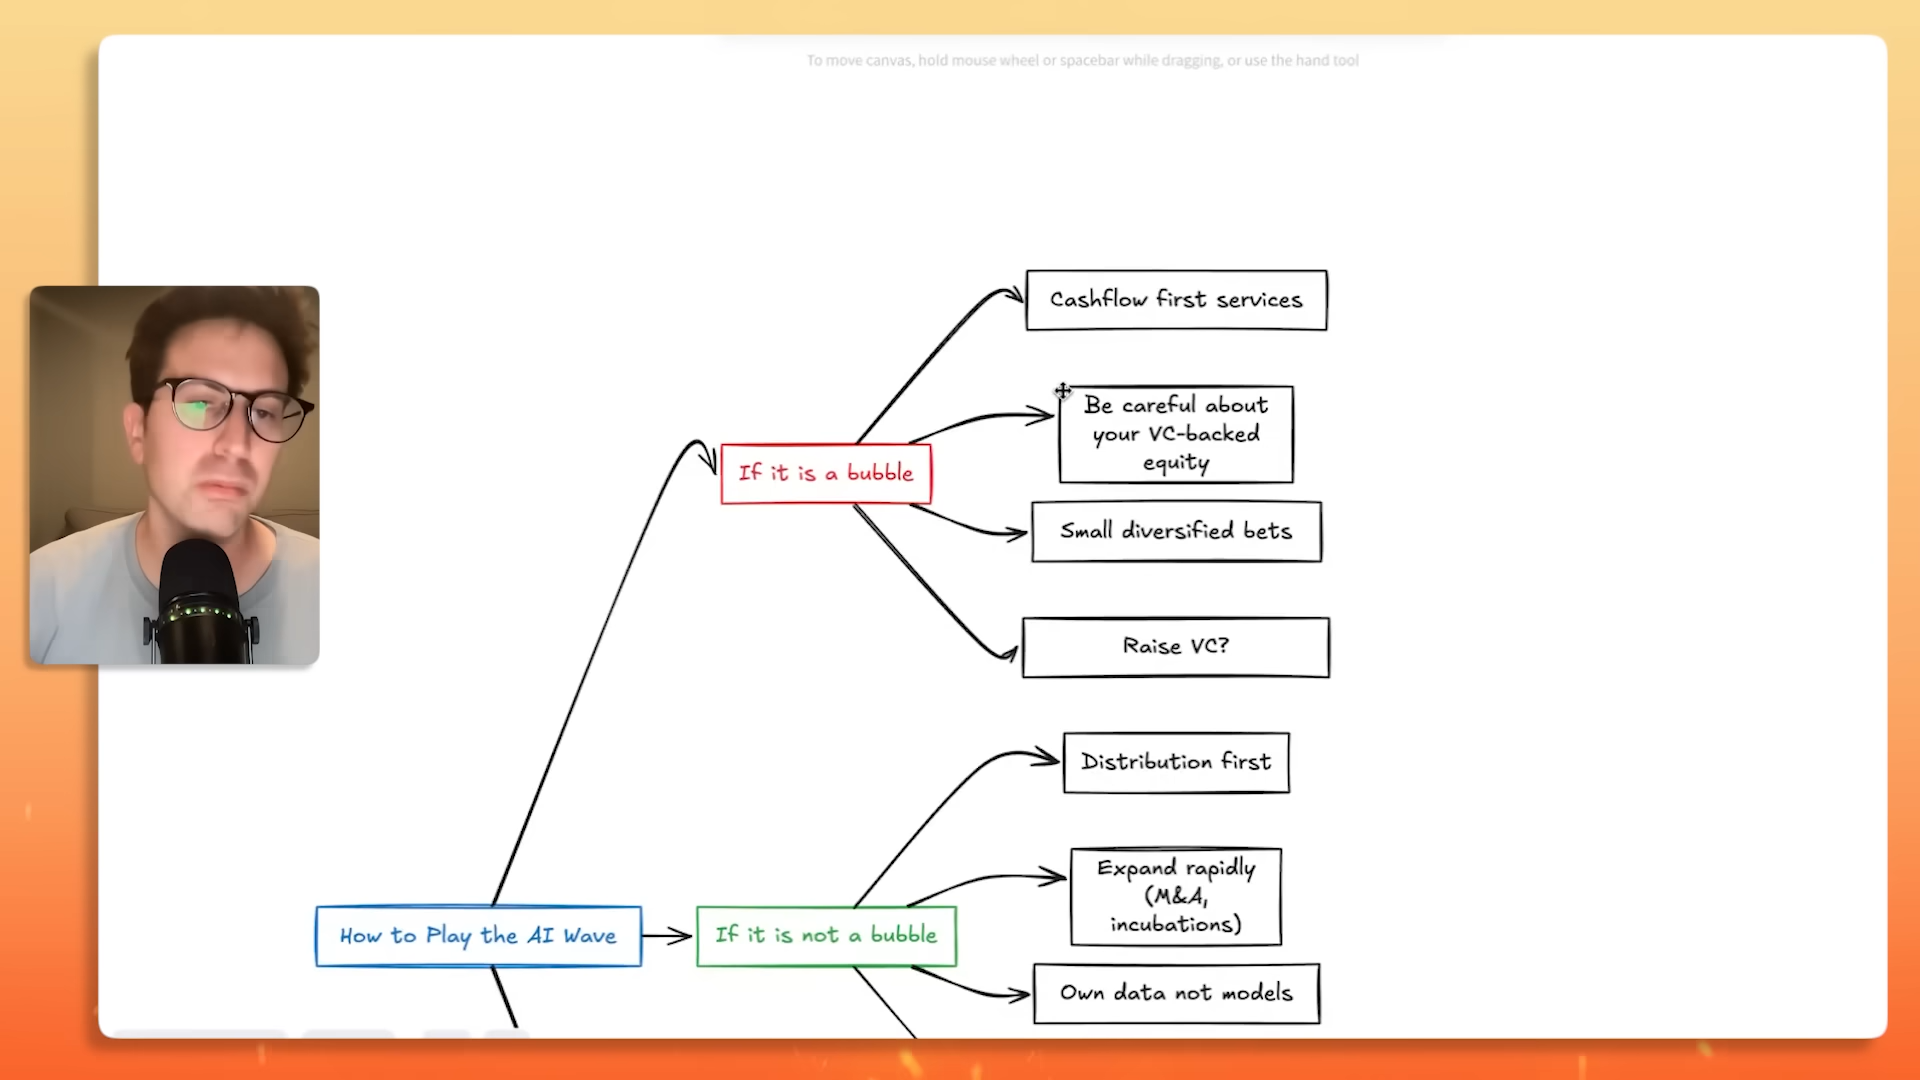 To move canvas, hold mouse wheel or spacebar while dragging, or use the hand tool
Cashflow first services
Be careful about
your VC-backed
equity
If it is a bubble
Small diversified bets
Raise VC?
Distribution first
Expand rapidly
(M&A,
incubations)
How to Play the AI Wave
If it is not a bubble
Own data not models